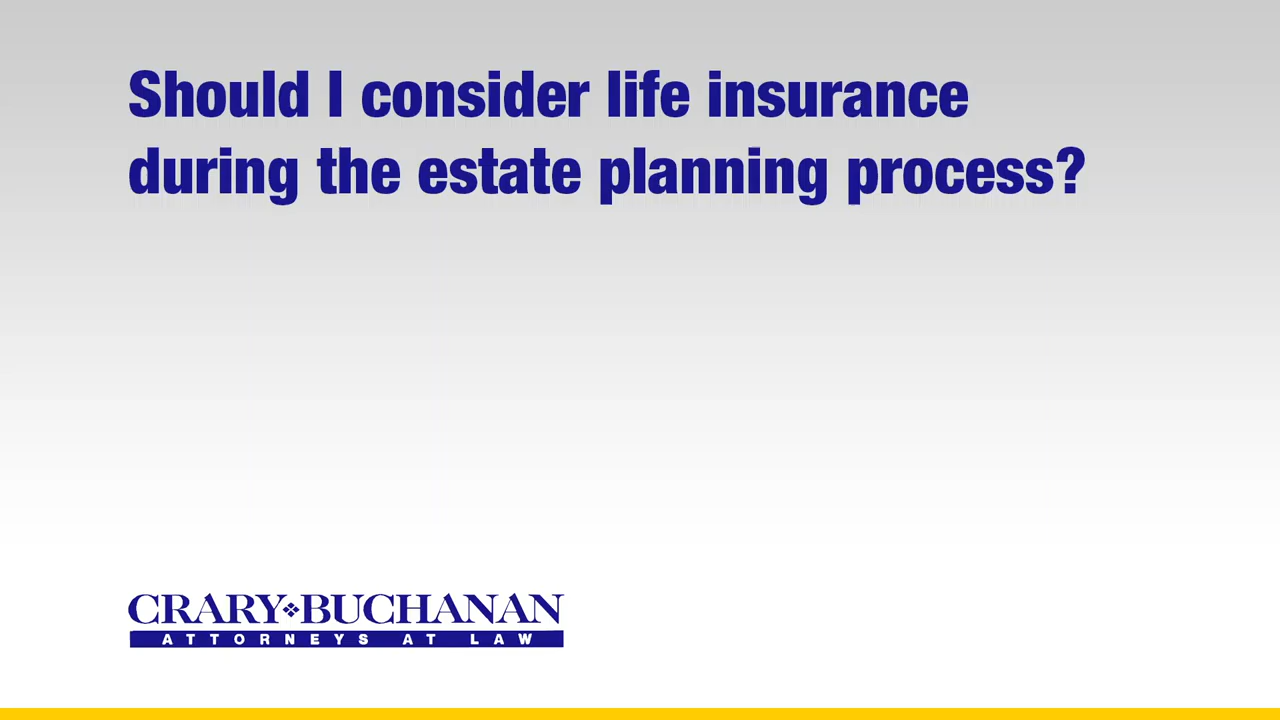 Should I consider life insurance
during the estate planning process?
CRARY BUCHANAN
ATTORNEYS AT LAW